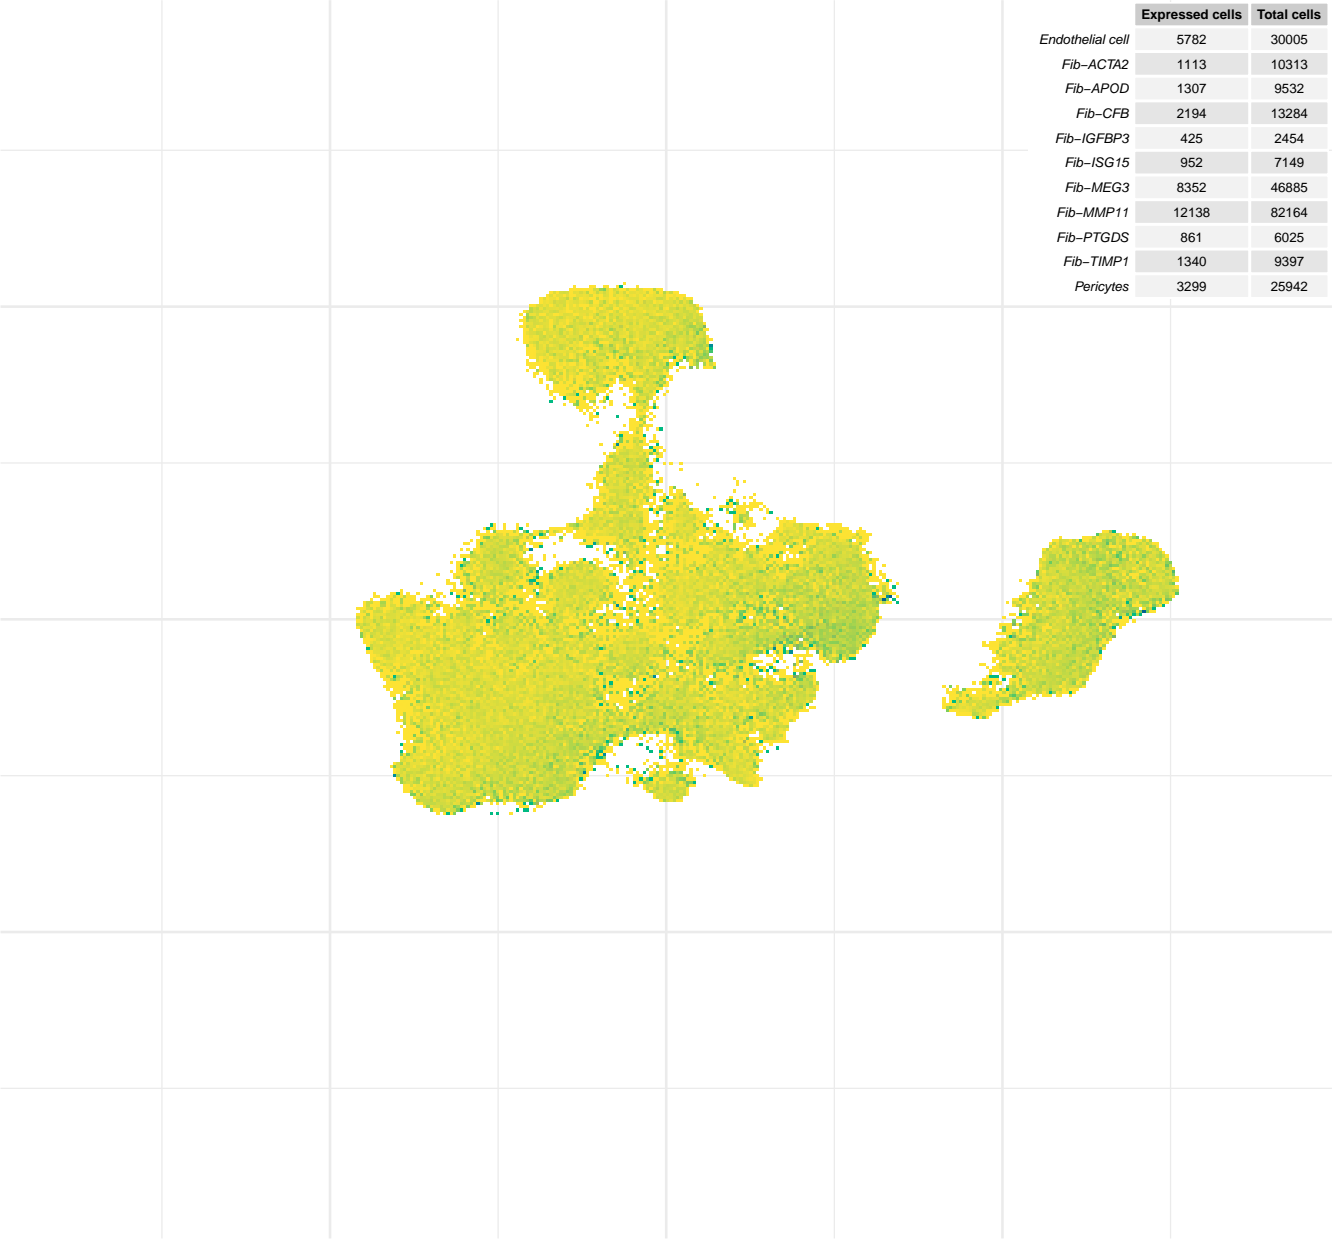 Expressed cells Total cells
Endothelial cell 5782 30005
Fib−ACTA2 1113 10313
Fib−APOD 1307 9532
Fib−CFB 2194 13284
Fib−IGFBP3 425 2454
Fib−ISG15 952 7149
Fib−MEG3 8352 46885
Fib−MMP11 12138 82164
Fib−PTGDS 861 6025
Fib−TIMP1 1340 9397
Pericytes 3299 25942